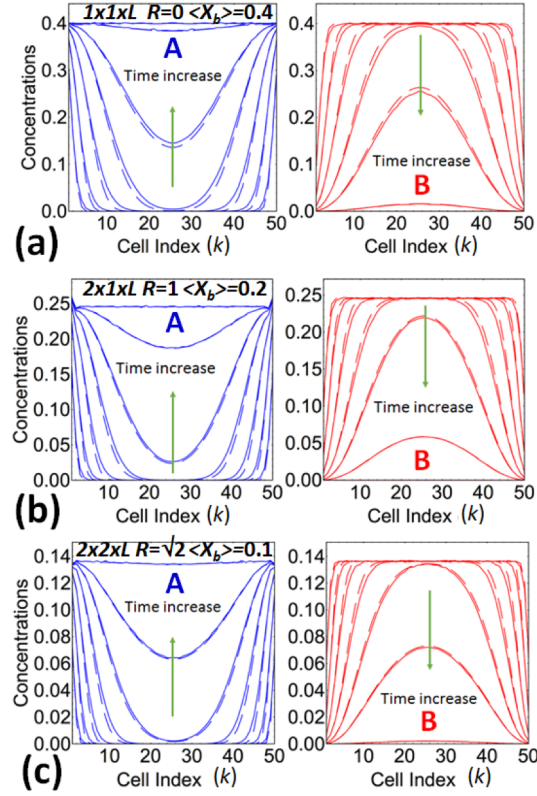 1x1xL R=0 <X_b>=0.4
A
Time increase
Time increase
B
Concentrations
0.4
0.3
0.2
0.1
0.0
0.4
0.3
0.2
0.1
0.0
10 20 30 40 50
10 20 30 40 50
Cell Index (k)
Cell Index (k)
(a)
2x1xL R=1 <X_b>=0.2
A
Time increase
Time increase
B
Concentrations
0.25
0.20
0.15
0.10
0.05
0.00
0.25
0.20
0.15
0.10
0.05
0.00
10 20 30 40 50
10 20 30 40 50
Cell Index (k)
Cell Index (k)
(b)
2x2xL R=√2 <X_b>=0.1
A
Time increase
Time increase
B
Concentrations
0.14
0.12
0.10
0.08
0.06
0.04
0.02
0.00
0.14
0.12
0.10
0.08
0.06
0.04
0.02
0.00
10 20 30 40 50
10 20 30 40 50
Cell Index (k)
Cell Index (k)
(c)